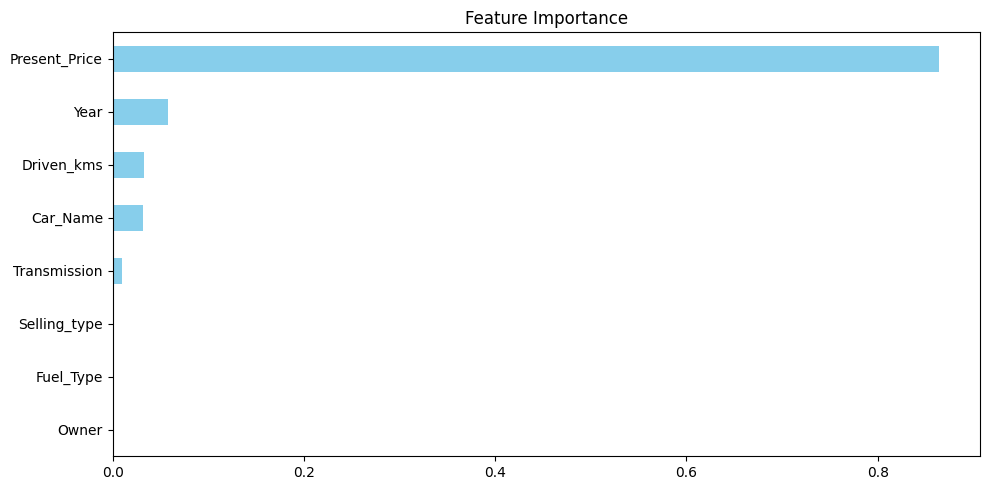 Feature Importance
Present_Price
Year
Driven_kms
Car_Name
Transmission
Selling_type
Fuel_Type
Owner
0.0 0.2 0.4 0.6 0.8